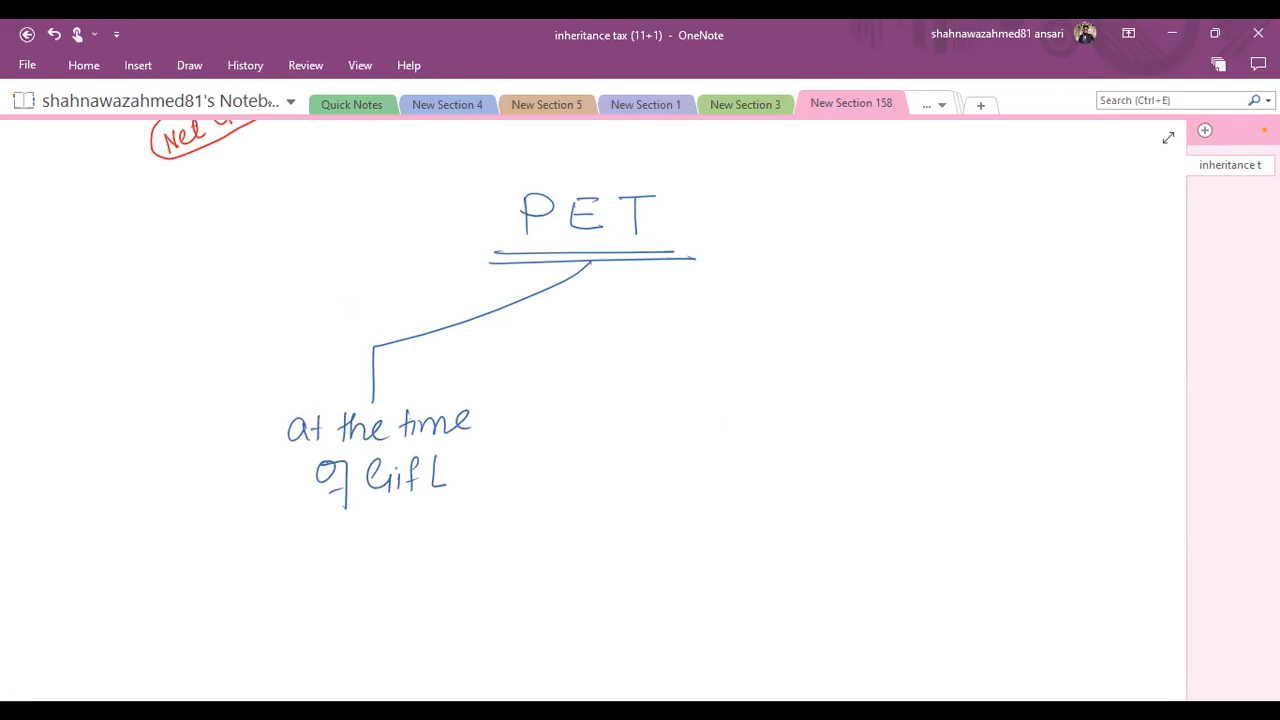 inheritance tax (11+1) - OneNote
shahnawazahmed81 ansari
File Home Insert Draw History Review View Help
shahnawazahmed81's Noteb...
Quick Notes New Section 4 New Section 5 New Section 1 New Section 3 New Section 158 ...
Search (Ctrl+E)
inheritance t
Net
PET
at the time
of Gift